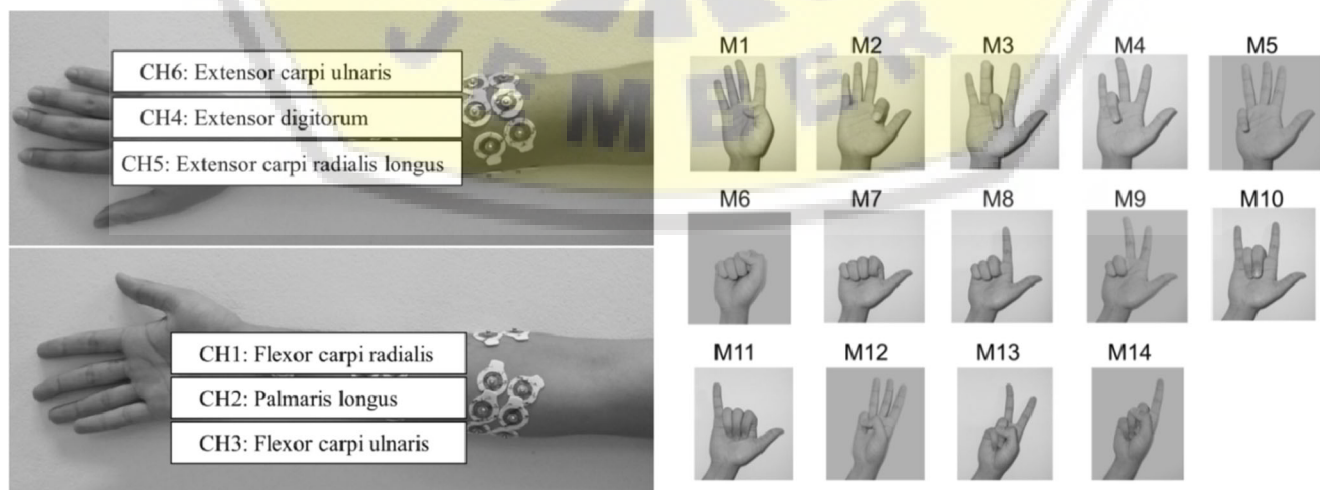 JEMBER
CH6: Extensor carpi ulnaris
CH4: Extensor digitorum
CH5: Extensor carpi radialis longus
CH1: Flexor carpi radialis
CH2: Palmaris longus
CH3: Flexor carpi ulnaris
M1 M2 M3 M4 M5
M6 M7 M8 M9 M10
M11 M12 M13 M14